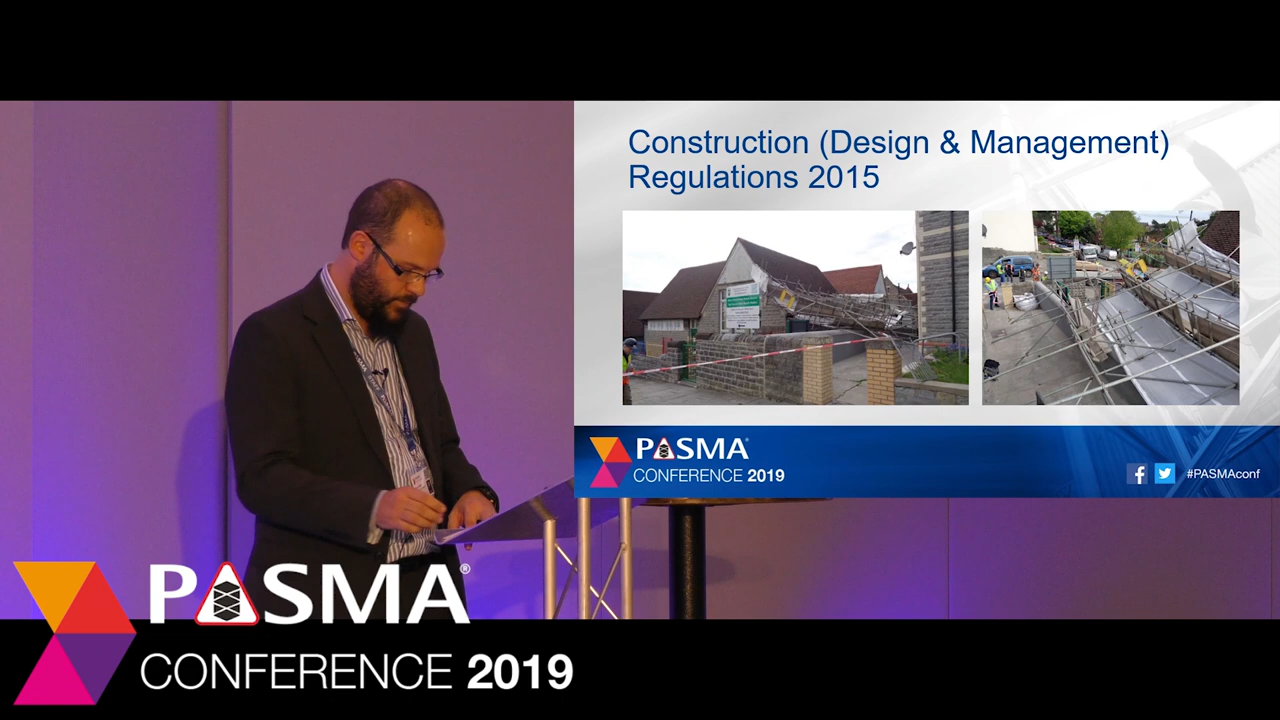 Construction (Design & Management)
Regulations 2015
PASMA®
CONFERENCE 2019
#PASMAconf
PASMA®
CONFERENCE 2019